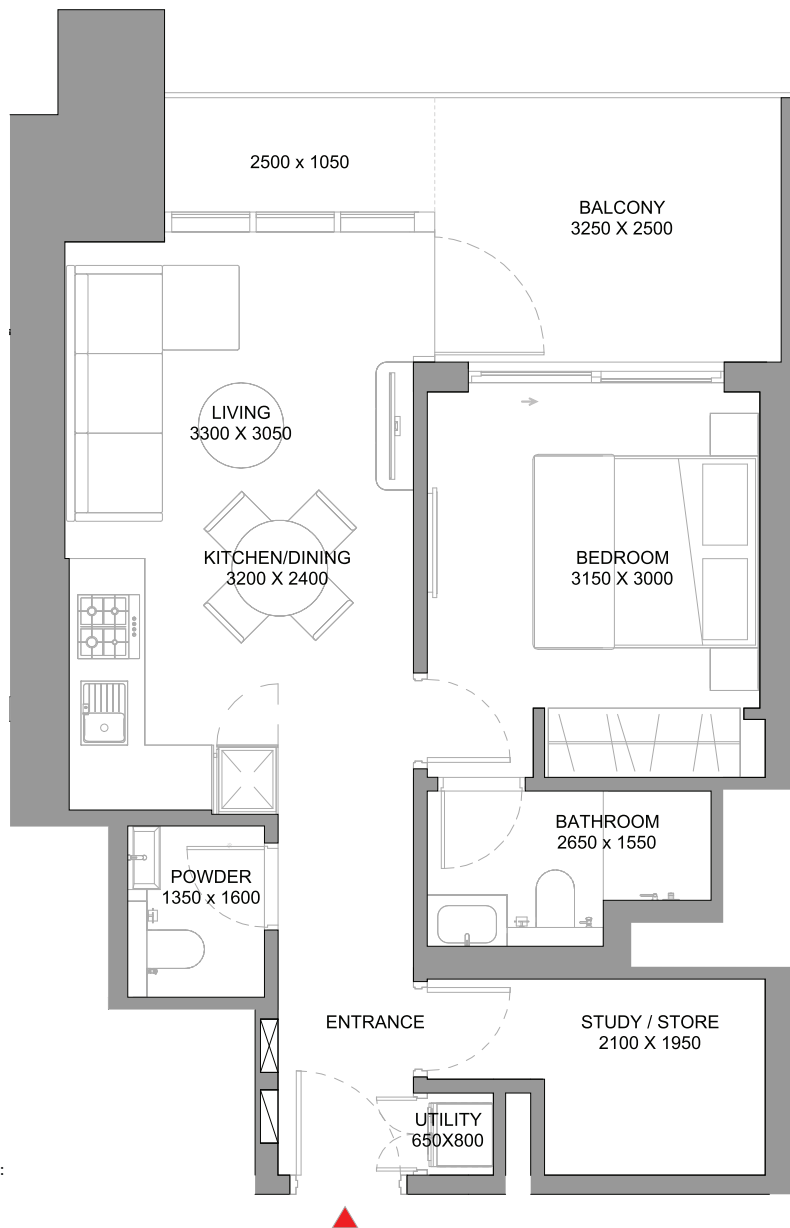 2500 x 1050
BALCONY
3250 X 2500
LIVING
3300 X 3050
KITCHEN/DINING
3200 X 2400
BEDROOM
3150 X 3000
BATHROOM
2650 x 1550
POWDER
1350 x 1600
ENTRANCE
STUDY / STORE
2100 X 1950
UTILITY
650X800
: